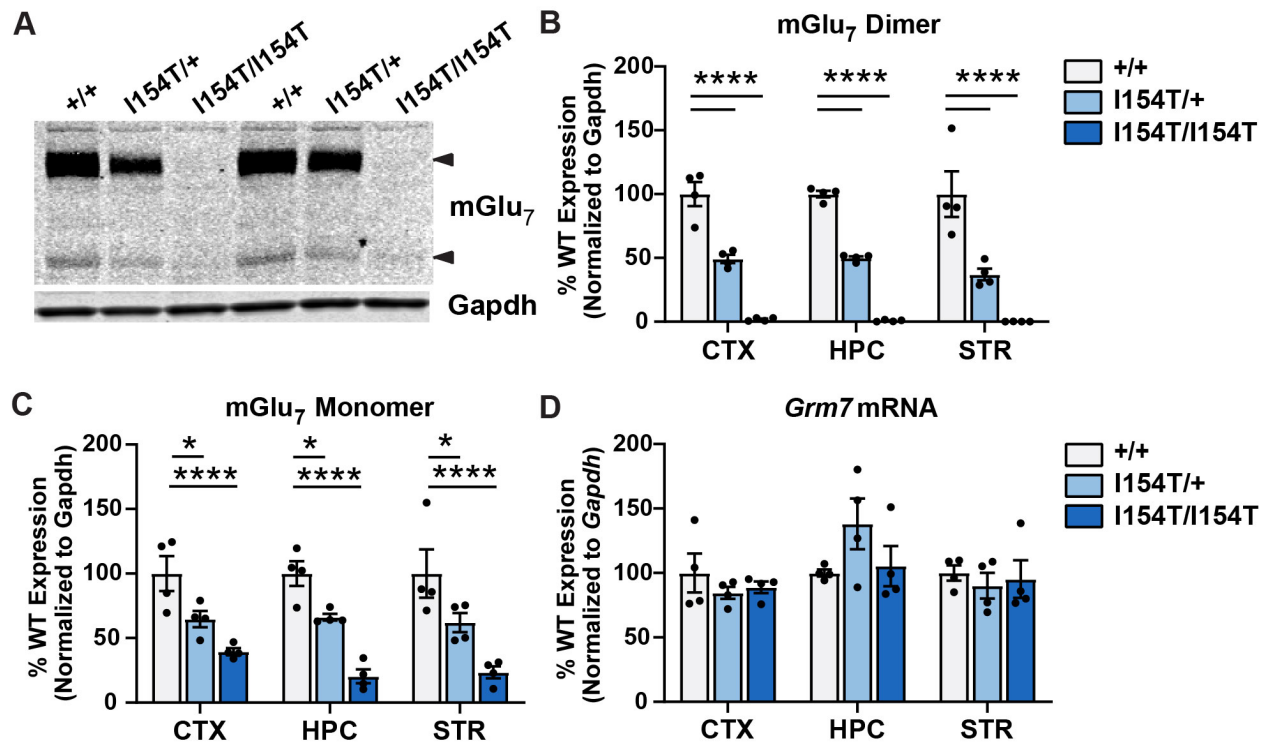 A
+/+
I154T/+
I154T/I154T
+/+
I154T/+
I154T/I154T
mGlu7
Gapdh
B
mGlu7 Dimer
% WT Expression
(Normalized to Gapdh)
200
150
100
50
0
****
****
****
CTX
HPC
STR
+/+
I154T/+
I154T/I154T
C
mGlu7 Monomer
% WT Expression
(Normalized to Gapdh)
200
150
100
50
0
*
****
*
****
*
****
CTX
HPC
STR
D
Grm7 mRNA
% WT Expression
(Normalized to Gapdh)
200
150
100
50
0
CTX
HPC
STR
+/+
I154T/+
I154T/I154T